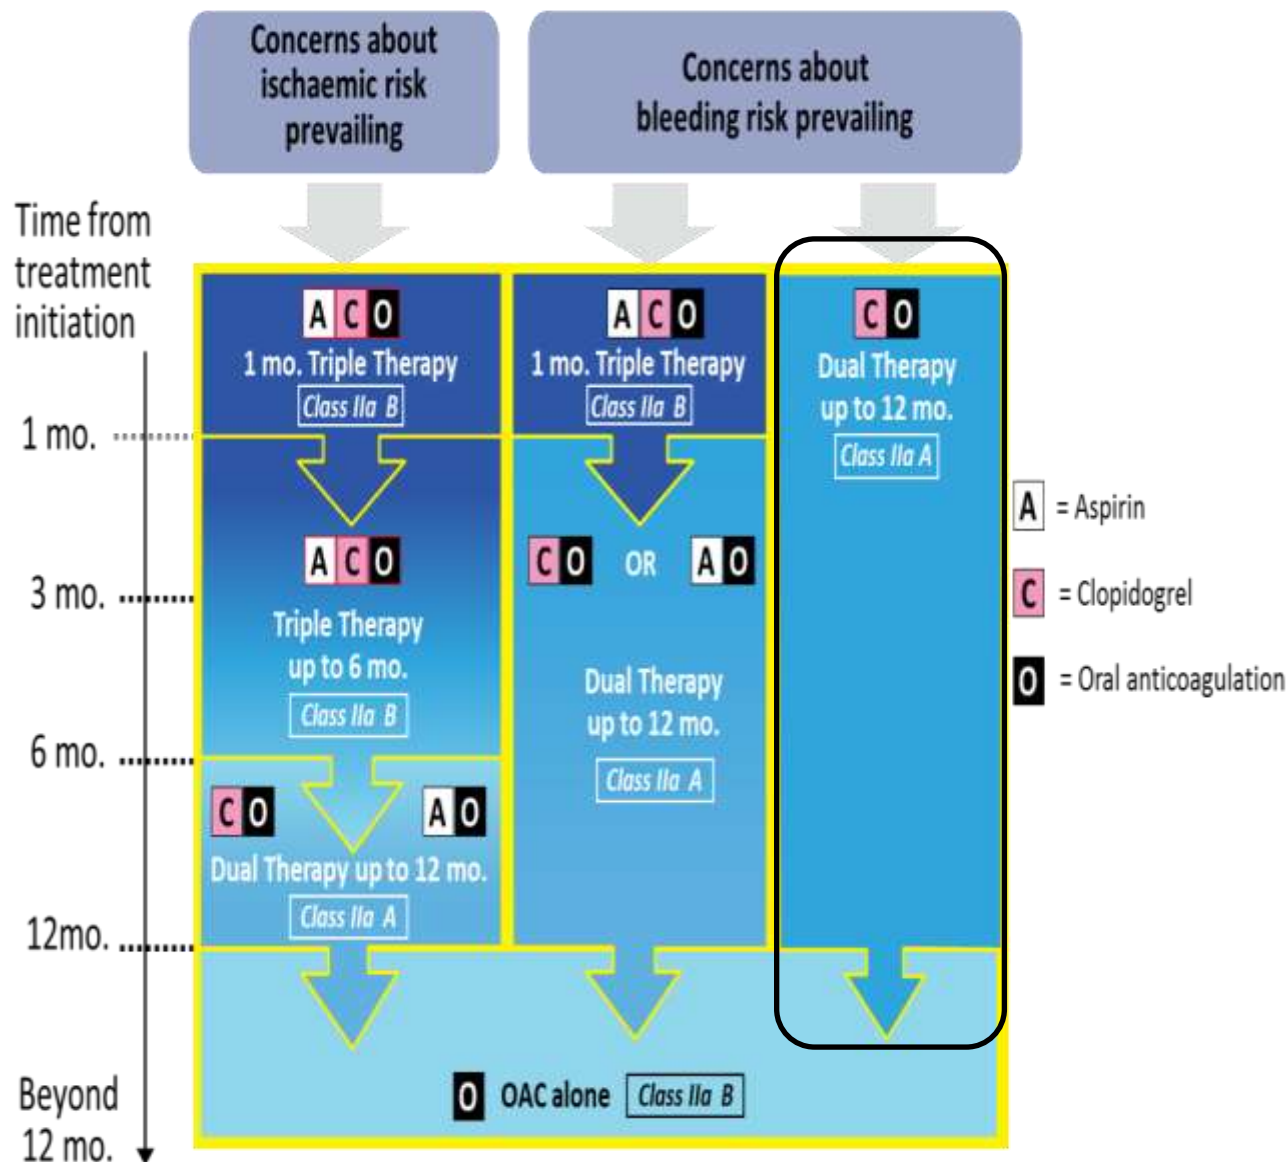 Concerns about
ischaemic risk
prevailing
Concerns about
bleeding risk prevailing
Time from
treatment
initiation
A C O
1 mo. Triple Therapy
Class IIa B
A C O
1 mo. Triple Therapy
Class IIa B
C O
Dual Therapy
up to 12 mo.
Class IIa A
1 mo.
A C O
Triple Therapy
up to 6 mo.
Class IIa B
C O OR A O
Dual Therapy
up to 12 mo.
Class IIa A
3 mo.
6 mo.
C O A O
Dual Therapy up to 12 mo.
Class IIa A
12mo.
O OAC alone Class IIa B
Beyond
12 mo.
A = Aspirin
C = Clopidogrel
O = Oral anticoagulation